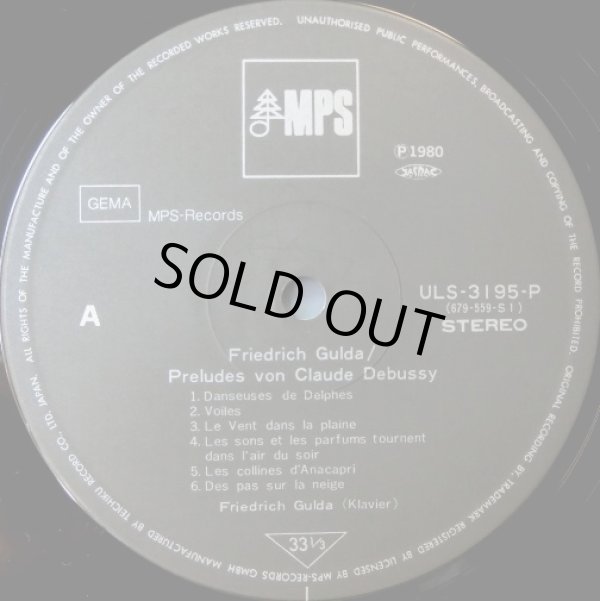 ALL RIGHTS OF THE MANUFACTURE AND OF THE OWNER OF THE RECORDED WORKS RESERVED. UNAUTHORISED PUBLIC PERFORMANCES, BROADCASTING AND COPYING OF THE RECORD PROHIBITED. ORIGINAL RECORDING BY, TRADEMARK REGISTERED BY, LICENSED BY MPS-RECORDS GMBH MANUFACTURED BY TEICHIKU RECORD CO., LTD. JAPAN.
MPS
℗ 1980
GEMA
MPS-Records
SOLD OUT
A
ULS-3195-P
(679-559-S1)
STEREO
Friedrich Gulda/
Preludes von Claude Debussy
1. Danseuses de Delphes
2. Voiles
3. Le Vent dans la plaine
4. Les sons et les parfums tournent
dans l'air du soir
5. Les collines d'Anacapri
6. Des pas sur la neige
Friedrich Gulda (Klavier)
33⅓